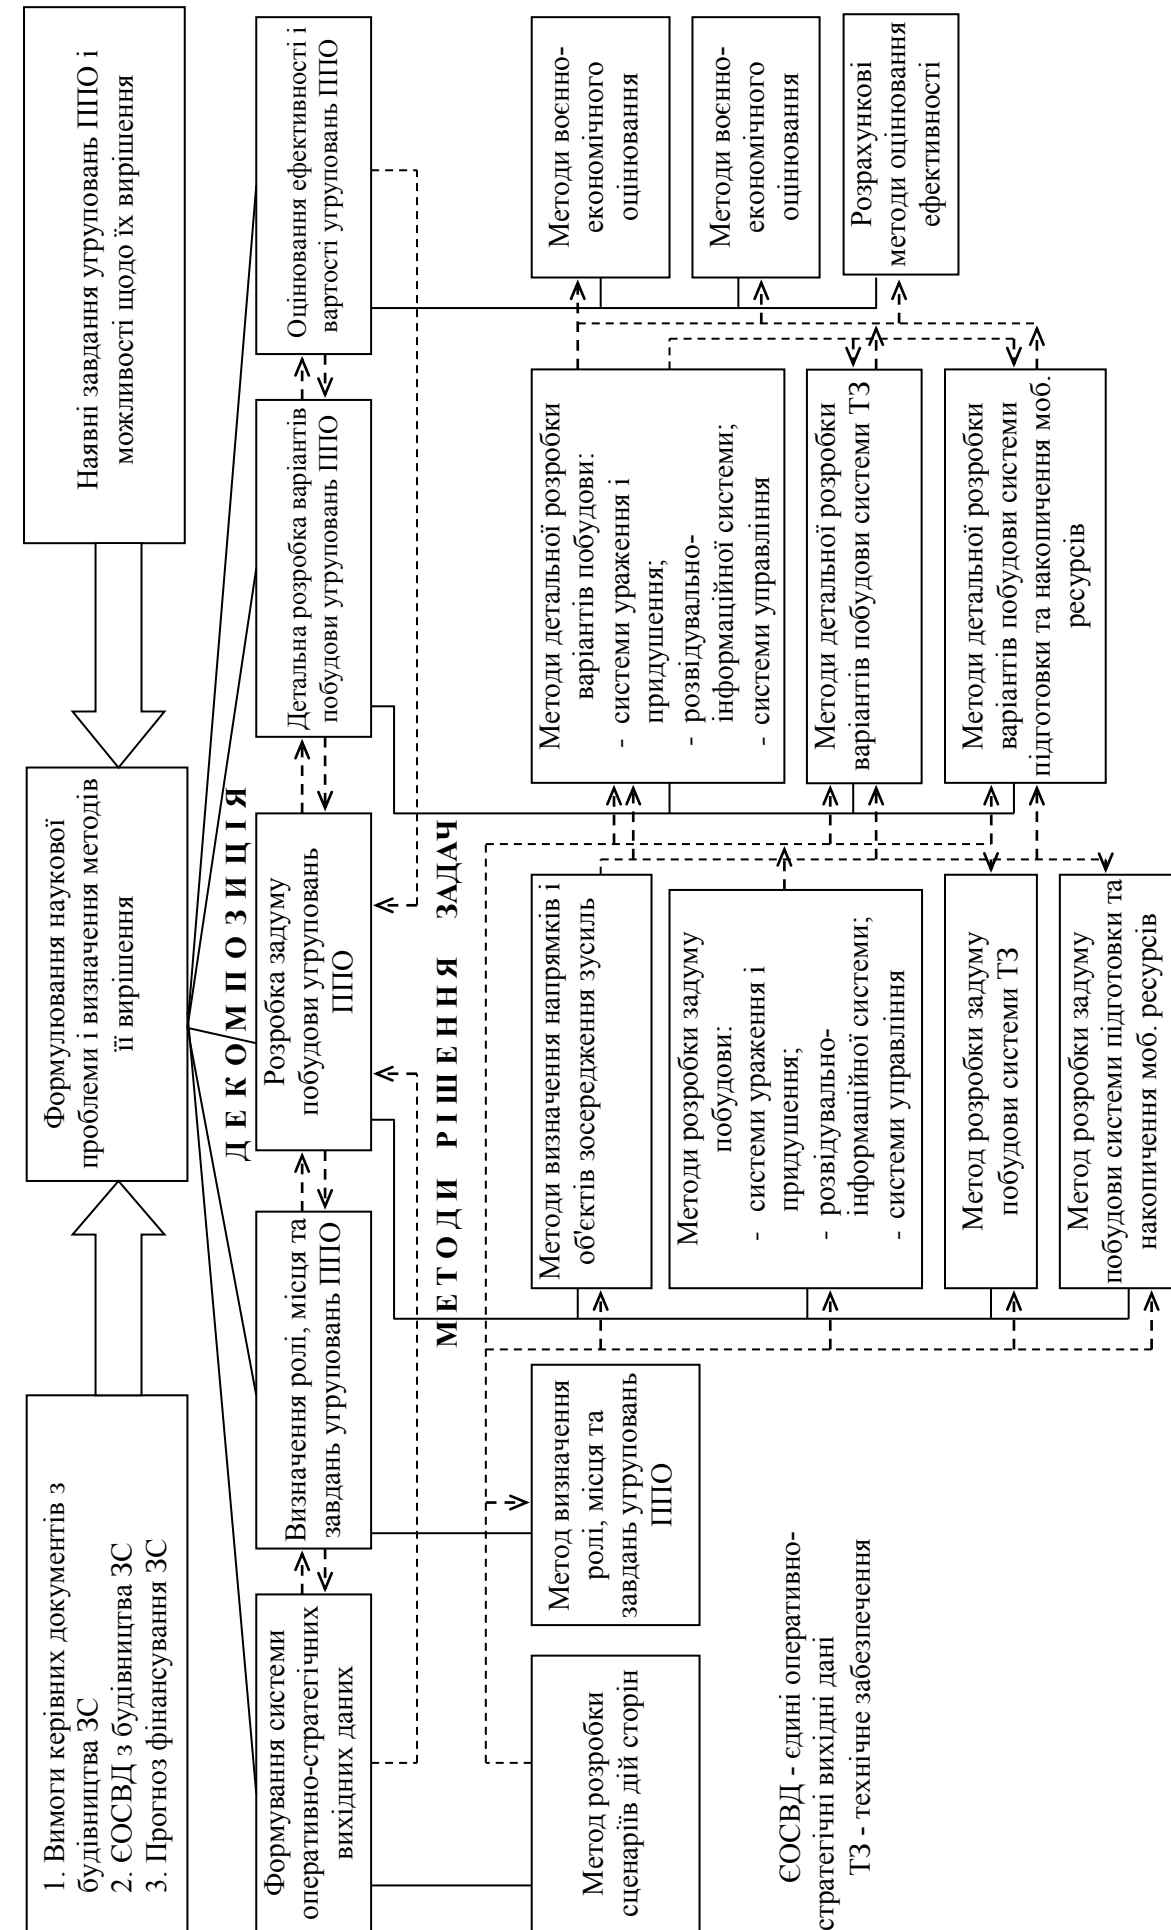 1. Вимоги керівних документів з
будівництва ЗС
2. ЄОСВД з будівництва ЗС
3. Прогноз фінансування ЗС
Формулювання наукової
проблеми і визначення методів
її вирішення
Наявні завдання угруповань ППО і
можливості щодо їх вирішення
ДЕКОМПОЗИЦІЯ
Формування системи
оперативно-стратегічних
вихідних даних
Визначення ролі, місця та
завдань угруповань ППО
Розробка задуму
побудови угруповань
ППО
Детальна розробка варіантів
побудови угруповань ППО
Оцінювання ефективності і
вартості угруповань ППО
МЕТОДИ РІШЕННЯ ЗАДАЧ
Метод розробки
сценаріїв дій сторін
Метод визначення
ролі, місця та
завдань угруповань
ППО
Методи визначення напрямків і
об'єктів зосередження зусиль
Методи розробки задуму
побудови:
- системи ураження і
придушення;
- розвідувально-
інформаційної системи;
- системи управління
Метод розробки задуму
побудови системи ТЗ
Метод розробки задуму
побудови системи підготовки та
накопичення моб. ресурсів
Методи детальної розробки
варіантів побудови:
- системи ураження і
придушення;
- розвідувально-
інформаційної системи;
- системи управління
Методи детальної розробки
варіантів побудови системи ТЗ
Методи детальної розробки
варіантів побудови системи
підготовки та накопичення моб.
ресурсів
Методи воєнно-
економічного
оцінювання
Методи воєнно-
економічного
оцінювання
Розрахункові
методи оцінювання
ефективності
ЄОСВД - єдині оперативно-
стратегічні вихідні дані
ТЗ - технічне забезпечення